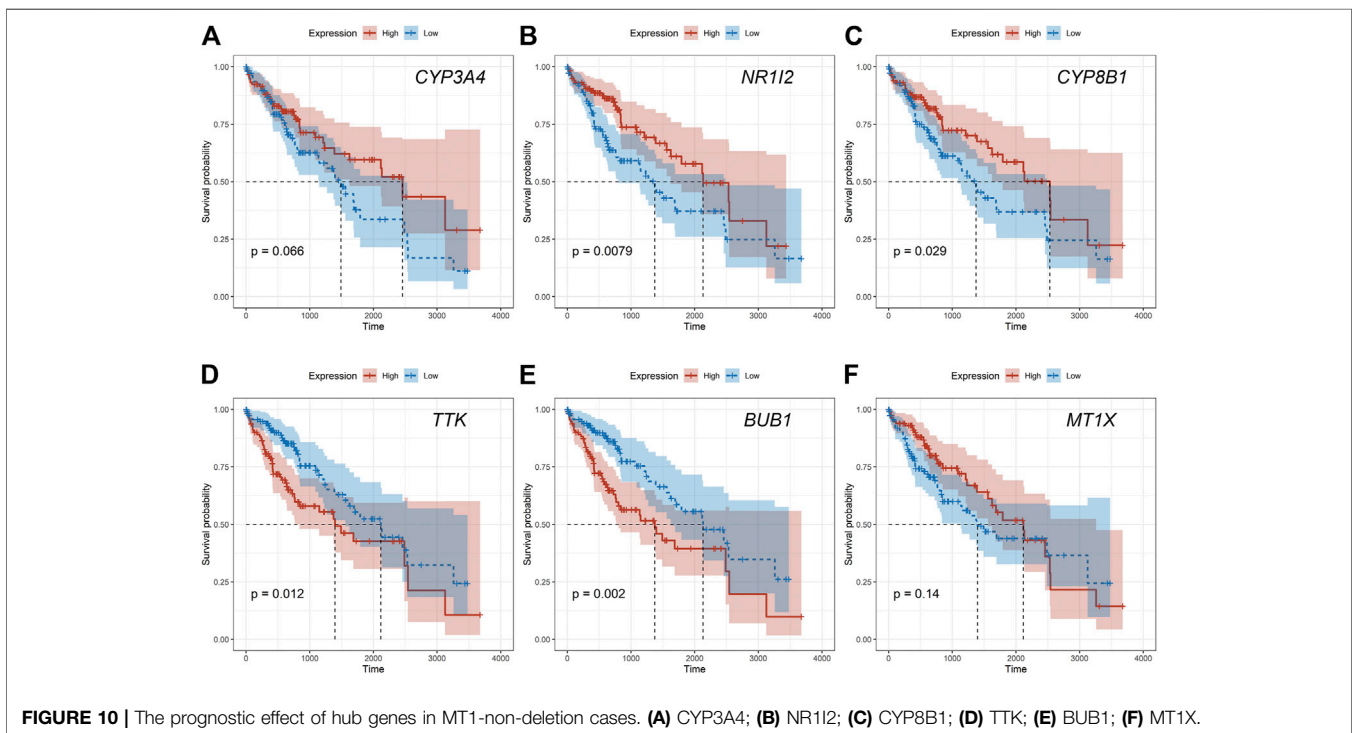 A
Expression High Low
CYP3A4
Survival probability
1.00
0.75
0.50
0.25
0.00
p = 0.066
0 1000 2000 3000 4000
Time
B
Expression High Low
NR1I2
Survival probability
1.00
0.75
0.50
0.25
0.00
p = 0.0079
0 1000 2000 3000 4000
Time
C
Expression High Low
CYP8B1
Survival probability
1.00
0.75
0.50
0.25
0.00
p = 0.029
0 1000 2000 3000 4000
Time
D
Expression High Low
TTK
Survival probability
1.00
0.75
0.50
0.25
0.00
p = 0.012
0 1000 2000 3000 4000
Time
E
Expression High Low
BUB1
Survival probability
1.00
0.75
0.50
0.25
0.00
p = 0.002
0 1000 2000 3000 4000
Time
F
Expression High Low
MT1X
Survival probability
1.00
0.75
0.50
0.25
0.00
p = 0.14
0 1000 2000 3000 4000
Time
FIGURE 10 | The prognostic effect of hub genes in MT1-non-deletion cases. (A) CYP3A4; (B) NR1I2; (C) CYP8B1; (D) TTK; (E) BUB1; (F) MT1X.